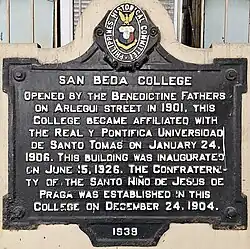 PHILIPPINES HISTORICAL COMMITTEE
SAN BEDA COLLEGE
OPENED BY THE BENEDICTINE FATHERS
ON ARLEGUI STREET IN 1901, THIS
COLLEGE BECAME AFFILIATED WITH
THE REAL Y PONTIFICA UNIVERSIDAD
DE SANTO TOMAS ON JANUARY 24,
1906. THIS BUILDING WAS INAUGURATED
ON JUNE 15, 1926. THE CONFRATERNI-
TY OF THE SANTO NIÑO DE JESUS DE
PRAGA WAS ESTABLISHED IN THIS
COLLEGE ON DECEMBER 24, 1904.
1939